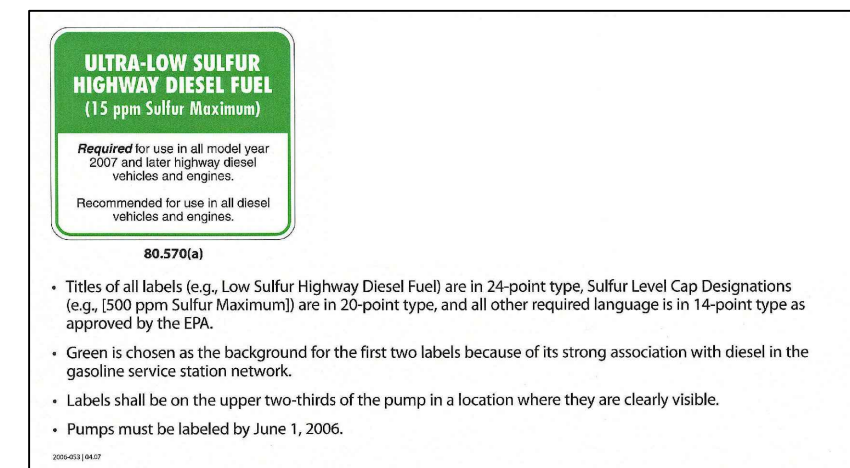 ULTRA-LOW SULFUR
HIGHWAY DIESEL FUEL
(15 ppm Sulfur Maximum)
Required for use in all model year
2007 and later highway diesel
vehicles and engines.
Recommended for use in all diesel
vehicles and engines.
80.570(a)
• Titles of all labels (e.g., Low Sulfur Highway Diesel Fuel) are in 24-point type, Sulfur Level Cap Designations
(e.g., [500 ppm Sulfur Maximum]) are in 20-point type, and all other required language is in 14-point type as
approved by the EPA.
• Green is chosen as the background for the first two labels because of its strong association with diesel in the
gasoline service station network.
• Labels shall be on the upper two-thirds of the pump in a location where they are clearly visible.
• Pumps must be labeled by June 1, 2006.
2006-053 | 04.07